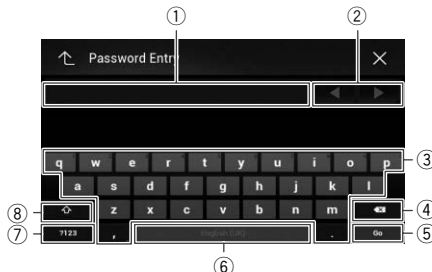 ① ②
Password Entry
q w e r t y u i o p ③
a s d f g h j k l
⑧ z x c v b n m ④
⑦ ?123 , English (UK) . Go ⑤
⑥